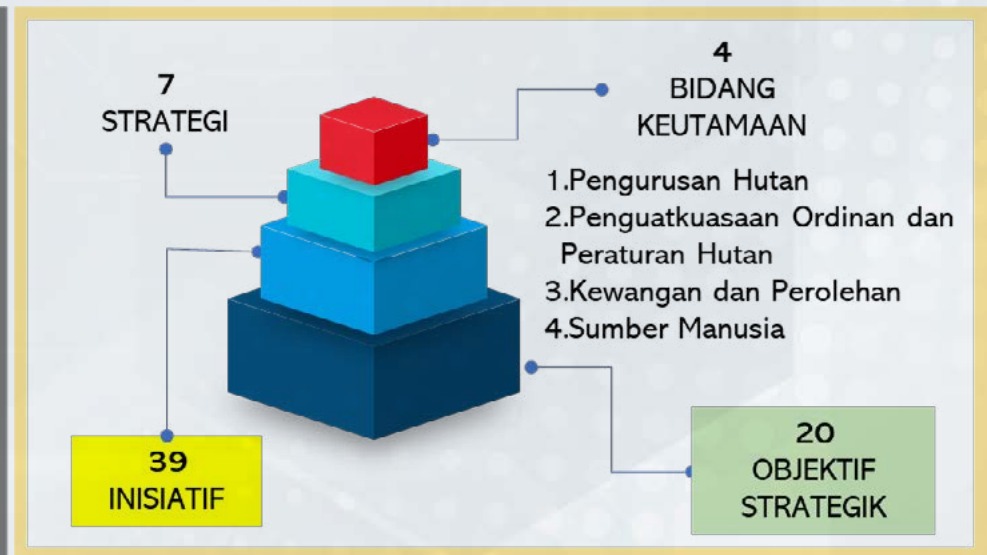 7
STRATEGI
4
BIDANG
KEUTAMAAN
1.Pengurusan Hutan
2.Penguatkuasaan Ordinan dan
Peraturan Hutan
3.Kewangan dan Perolehan
4.Sumber Manusia
39
INISIATIF
20
OBJEKTIF
STRATEGIK